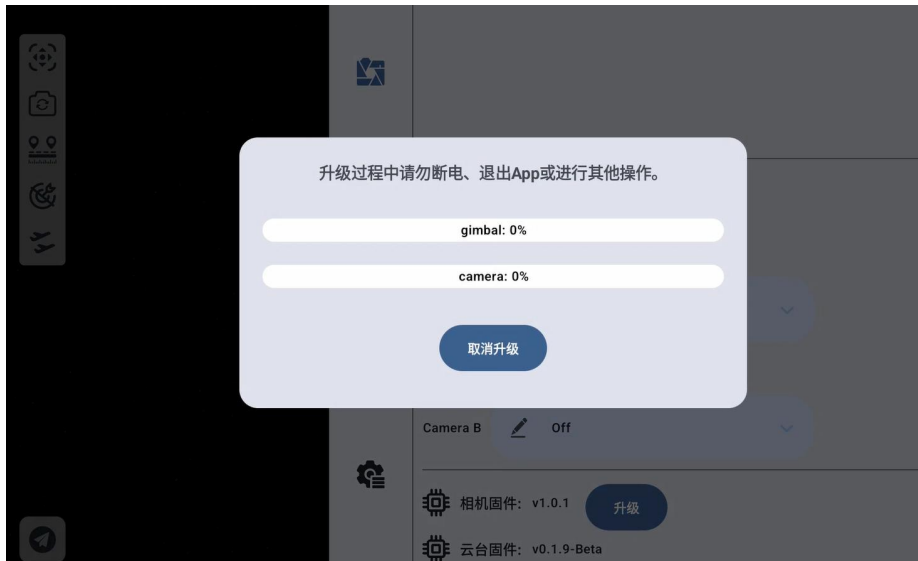 升级过程中请勿断电、退出App或进行其他操作。
gimbal: 0%
camera: 0%
取消升级
Camera B Off
相机固件: v1.0.1 升级
云台固件: v0.1.9-Beta